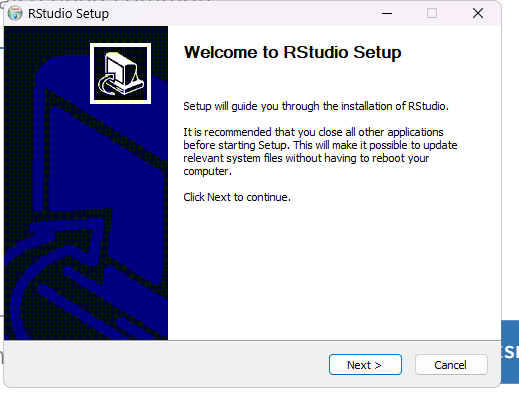 RStudio Setup
Welcome to RStudio Setup
Setup will guide you through the installation of RStudio.
It is recommended that you close all other applications
before starting Setup. This will make it possible to update
relevant system files without having to reboot your
computer.
Click Next to continue.
Next >
Cancel